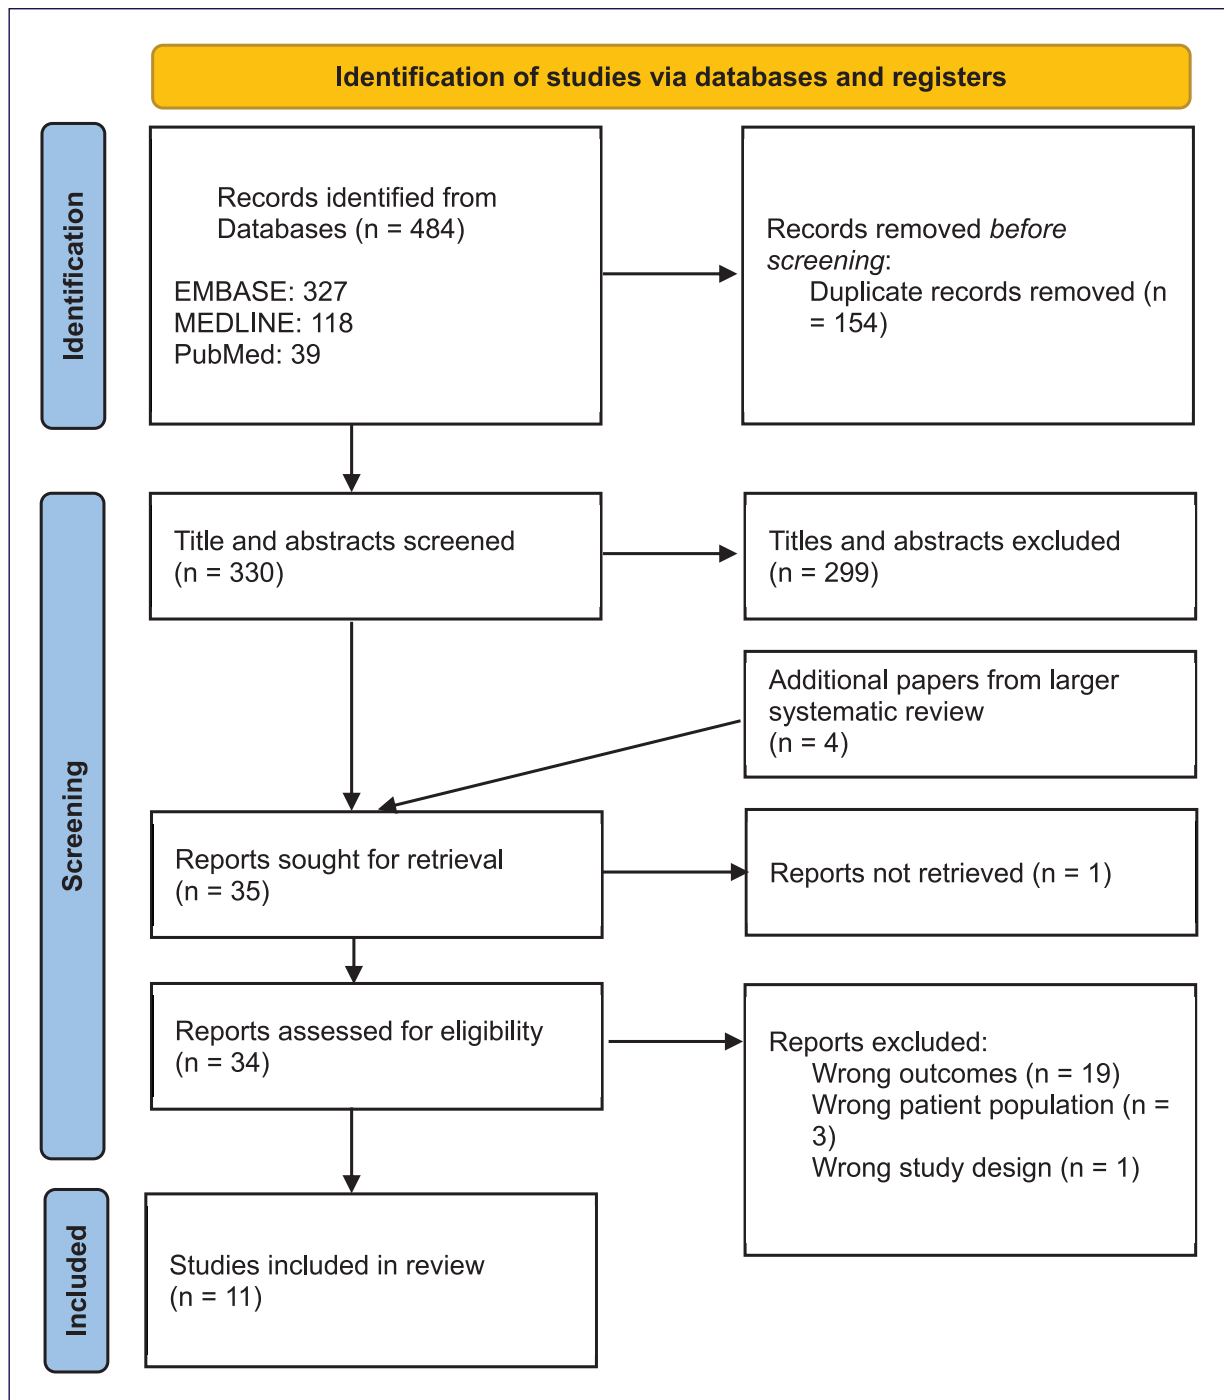 Identification of studies via databases and registers
Identification
Records identified from
Databases (n = 484)
EMBASE: 327
MEDLINE: 118
PubMed: 39
Records removed before
screening:
Duplicate records removed (n
= 154)
Screening
Title and abstracts screened
(n = 330)
Titles and abstracts excluded
(n = 299)
Additional papers from larger
systematic review
(n = 4)
Reports sought for retrieval
(n = 35)
Reports not retrieved (n = 1)
Reports assessed for eligibility
(n = 34)
Reports excluded:
Wrong outcomes (n = 19)
Wrong patient population (n =
3)
Wrong study design (n = 1)
Included
Studies included in review
(n = 11)